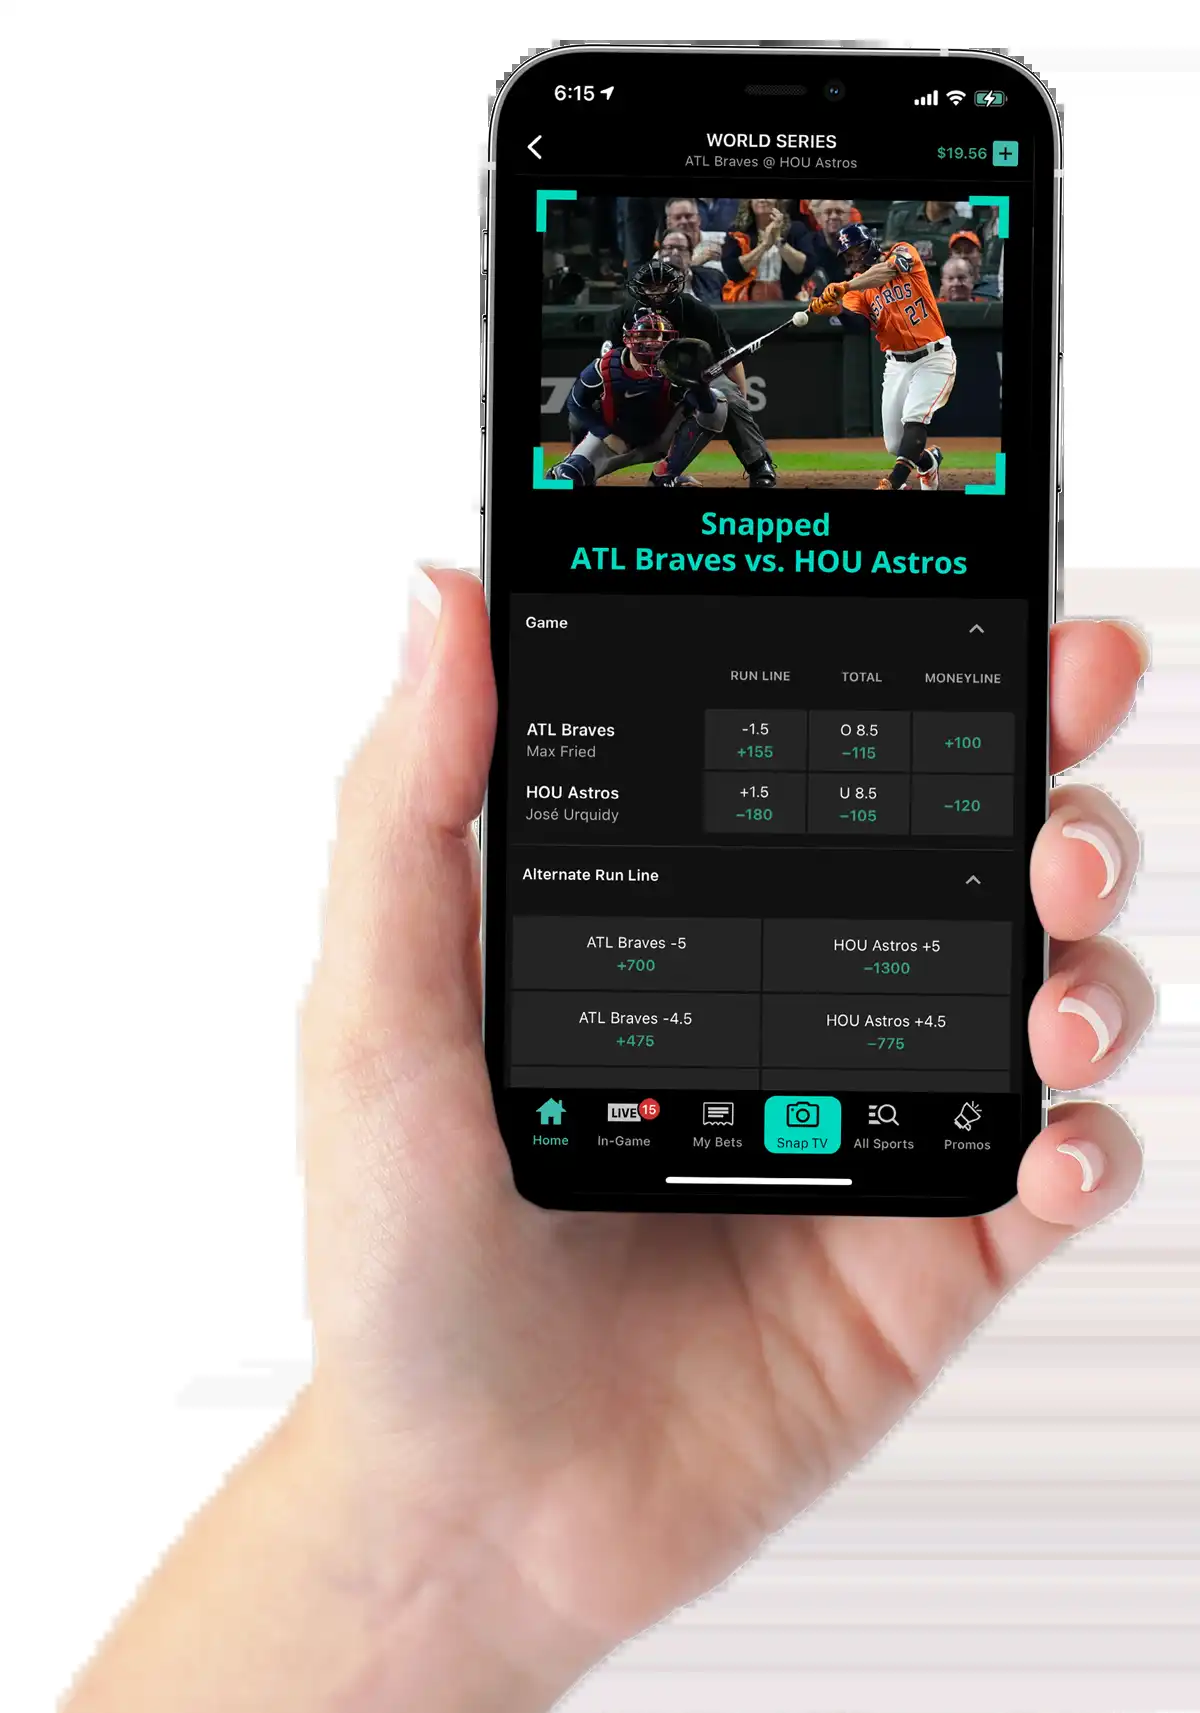 6:15
WORLD SERIES
ATL Braves @ HOU Astros
$19.56 +
ASTROS
27
S
Snapped
ATL Braves vs. HOU Astros
Game
RUN LINE TOTAL MONEYLINE
ATL Braves
Max Fried
-1.5
+155
O 8.5
−115
+100
HOU Astros
José Urquidy
+1.5
−180
U 8.5
−105
−120
Alternate Run Line
ATL Braves -5
+700
HOU Astros +5
−1300
ATL Braves -4.5
+475
HOU Astros +4.5
−775
LIVE 15
Home
In-Game
My Bets
Snap TV
All Sports
Promos